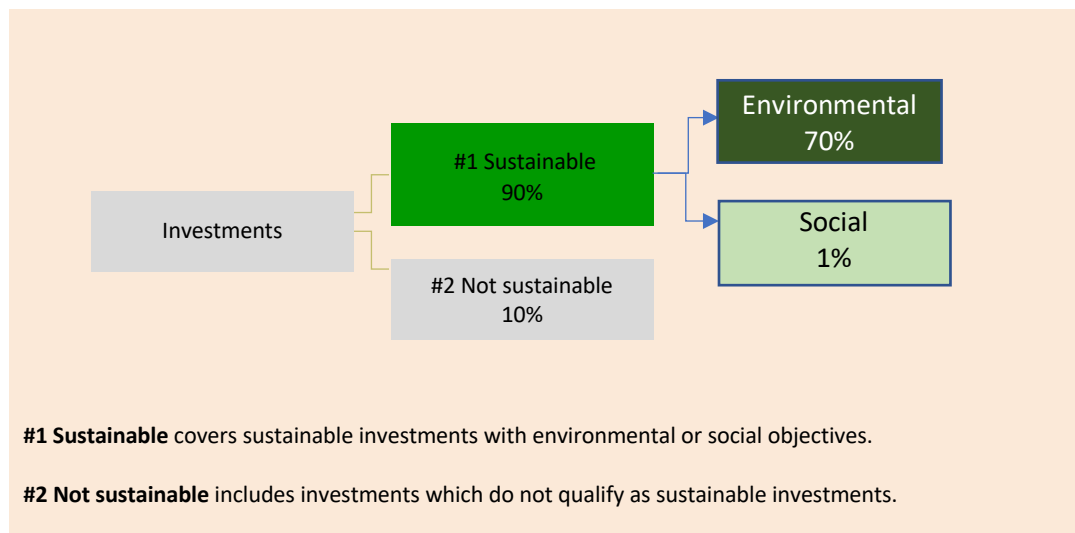 Environmental
70%
#1 Sustainable
90%
Investments
Social
1%
#2 Not sustainable
10%
#1 Sustainable covers sustainable investments with environmental or social objectives.
#2 Not sustainable includes investments which do not qualify as sustainable investments.